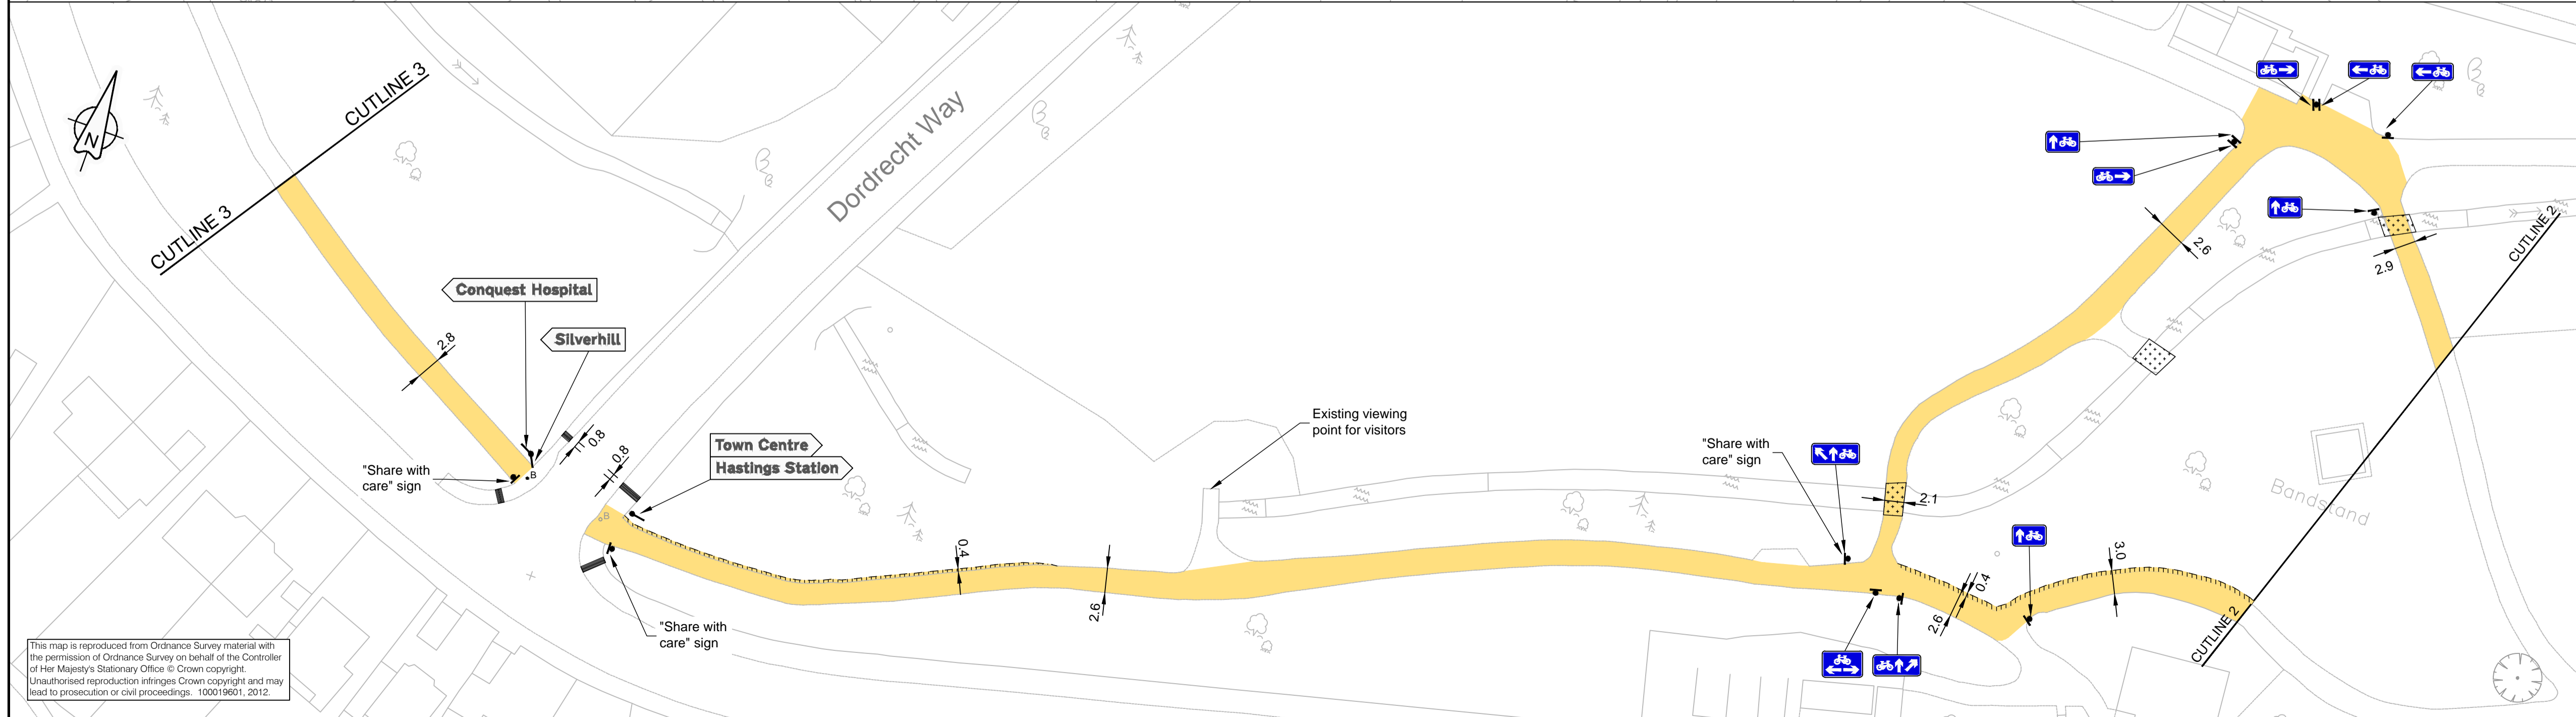 N
CUTLINE 3
CUTLINE 3
Dordrecht Way
Conquest Hospital
Silverhill
2.8
"Share with
care" sign
B
0.8
0.8
Town Centre
Hastings Station
B
"Share with
care" sign
0.4
2.6
Existing viewing
point for visitors
"Share with
care" sign
2.1
2.6
2.9
CUTLINE 2
Bandstand
3.0
0.4
2.6
CUTLINE 2
This map is reproduced from Ordnance Survey material with
the permission of Ordnance Survey on behalf of the Controller
of Her Majesty's Stationary Office © Crown copyright.
Unauthorised reproduction infringes Crown copyright and may
lead to prosecution or civil proceedings. 100019601, 2012.